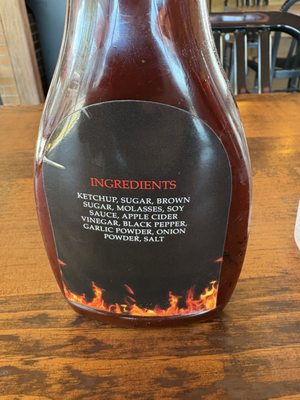 INGREDIENTS
KETCHUP, SUGAR, BROWN
SUGAR, MOLASSES, SOY
SAUCE, APPLE CIDER
VINEGAR, BLACK PEPPER,
GARLIC POWDER, ONION
POWDER, SALT